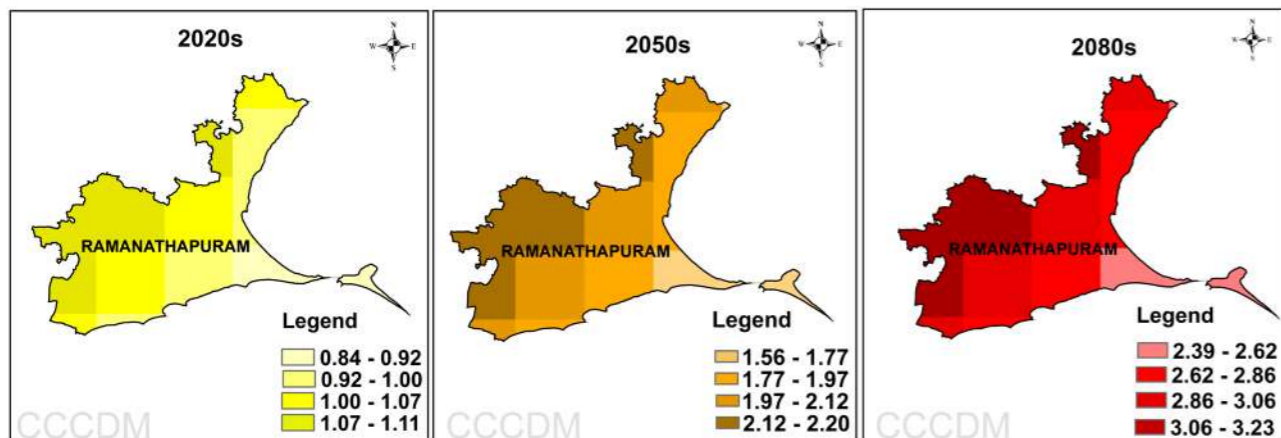 2020s
N
W E
S
RAMANATHAPURAM
Legend
0.84 - 0.92
0.92 - 1.00
1.00 - 1.07
1.07 - 1.11
CCCDM
2050s
N
W E
S
RAMANATHAPURAM
Legend
1.56 - 1.77
1.77 - 1.97
1.97 - 2.12
2.12 - 2.20
CCCDM
2080s
N
W E
S
RAMANATHAPURAM
Legend
2.39 - 2.62
2.62 - 2.86
2.86 - 3.06
3.06 - 3.23
CCCDM